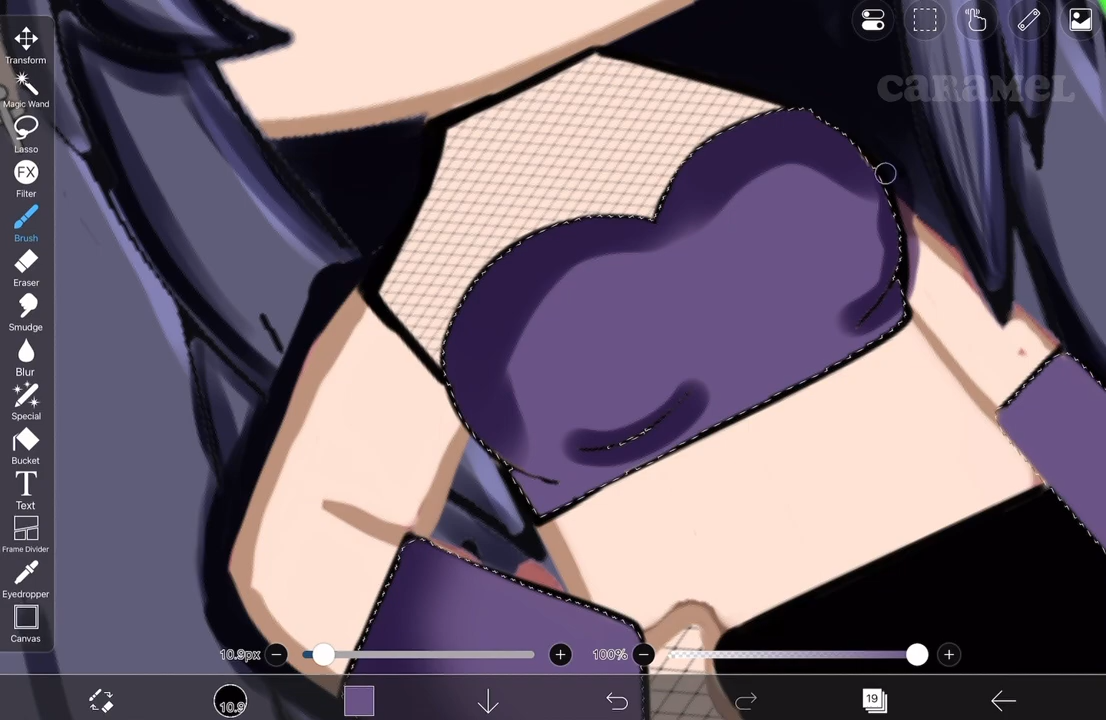 Transform
CARAMEL
Magic Wand
Lasso
FX
Filter
Brush
Eraser
Smudge
Blur
Special
Bucket
T
Text
Frame Divider
Eyedropper
Canvas
10.9px
100%
10.9
19